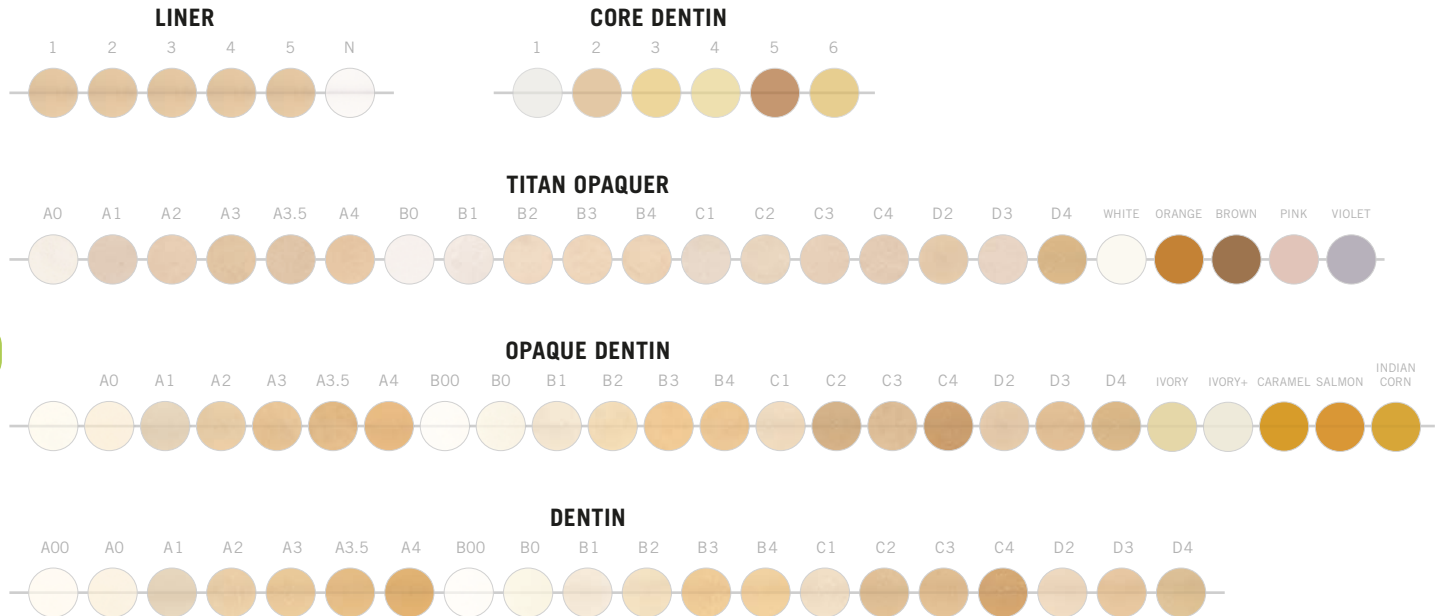 LINER
1 2 3 4 5 N
CORE DENTIN
1 2 3 4 5 6
TITAN OPAQUER
A0 A1 A2 A3 A3.5 A4 B0 B1 B2 B3 B4 C1 C2 C3 C4 D2 D3 D4 WHITE ORANGE BROWN PINK VIOLET
OPAQUE DENTIN
A0 A1 A2 A3 A3.5 A4 B00 B0 B1 B2 B3 B4 C1 C2 C3 C4 D2 D3 D4 IVORY IVORY+ CARAMEL SALMON INDIAN
CORN
DENTIN
A00 A0 A1 A2 A3 A3.5 A4 B00 B0 B1 B2 B3 B4 C1 C2 C3 C4 D2 D3 D4